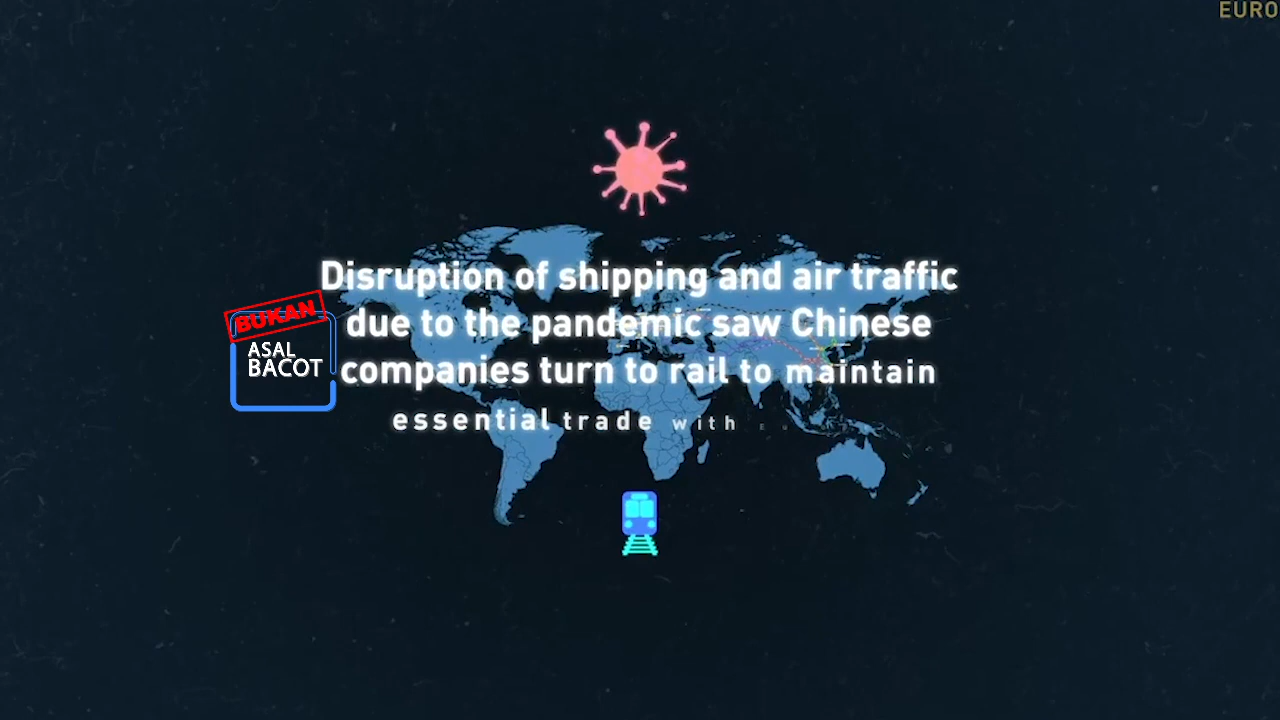 EURO
Disruption of shipping and air traffic
due to the pandemic saw Chinese
companies turn to rail to maintain
essential trade with
BUKAN
ASAL
BACOT